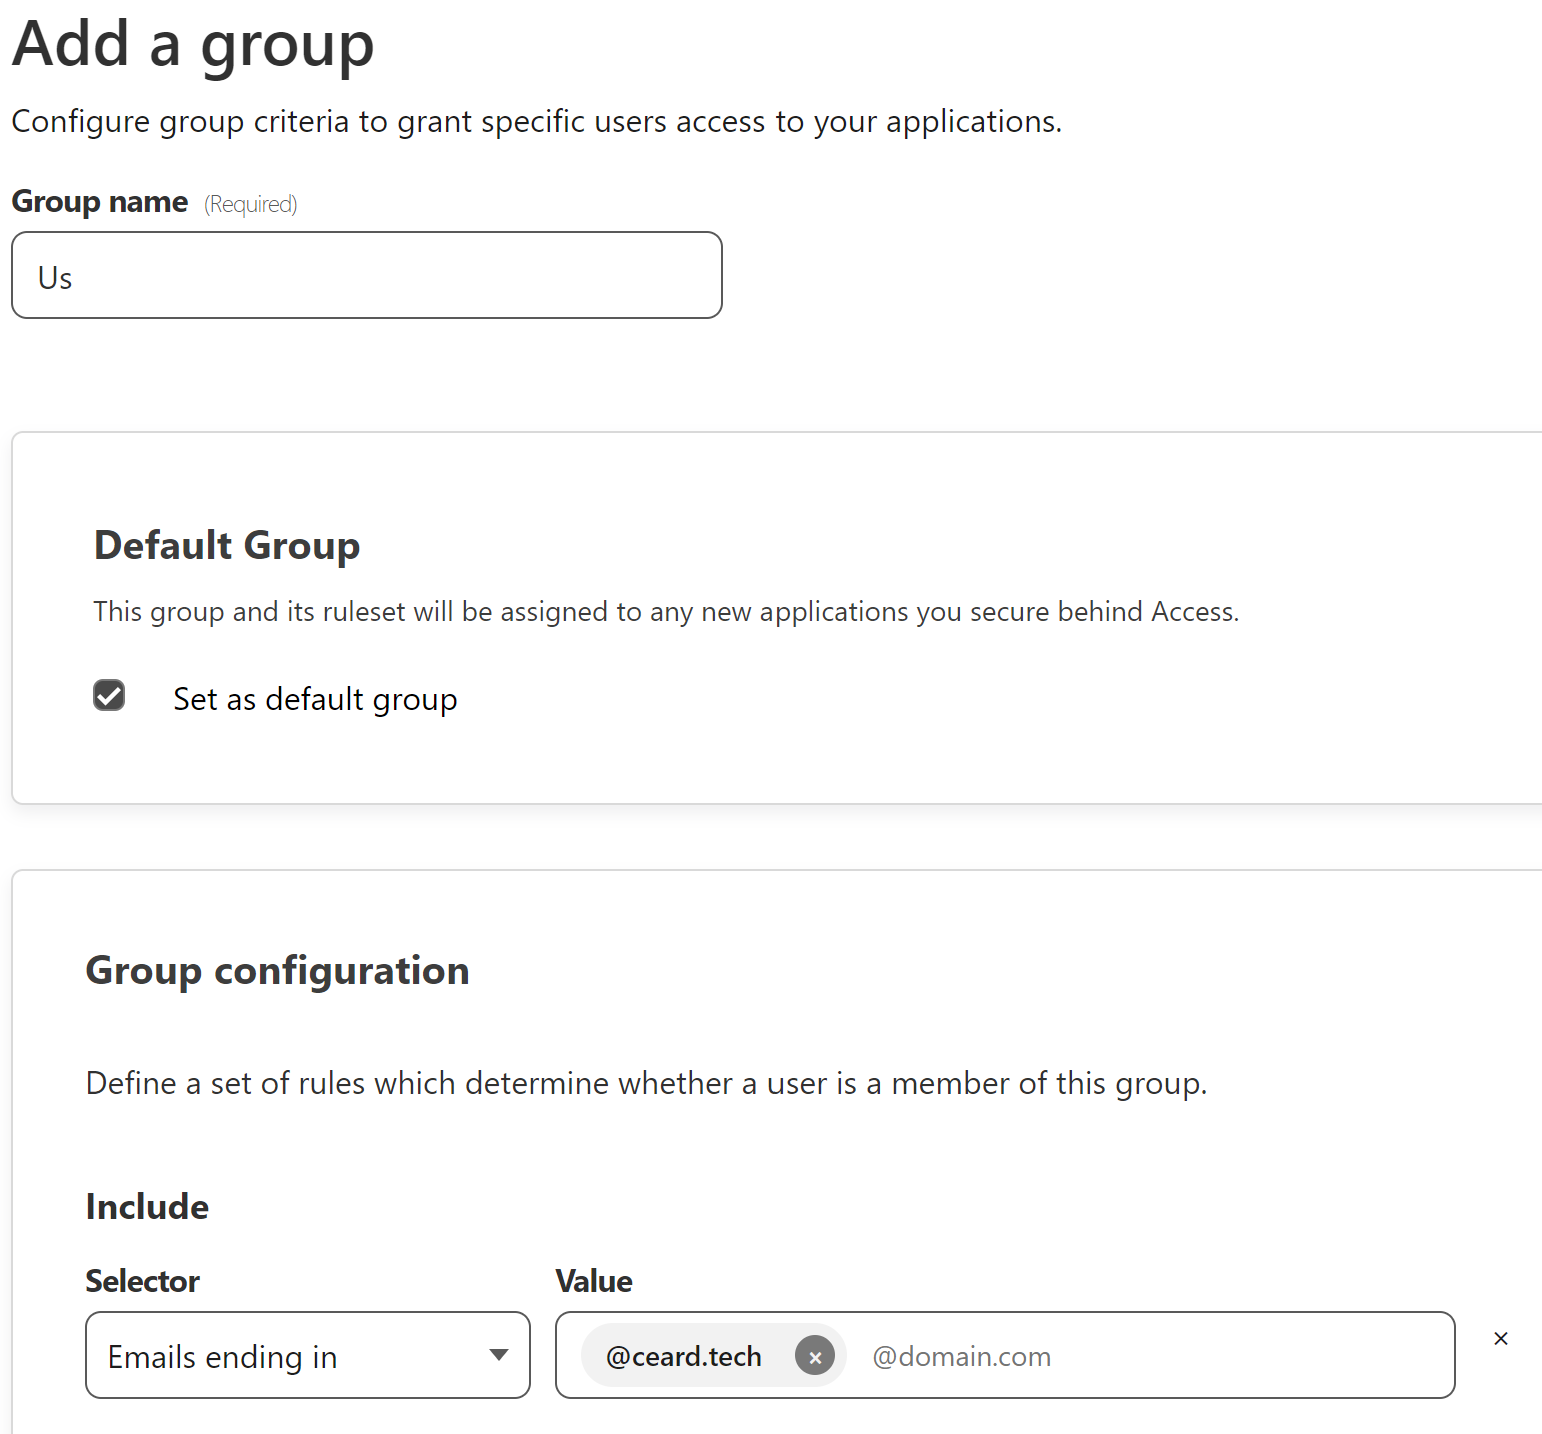 Add a group
Configure group criteria to grant specific users access to your applications.
Group name (Required)
Us
Default Group
This group and its ruleset will be assigned to any new applications you secure behind Access.
Set as default group
Group configuration
Define a set of rules which determine whether a user is a member of this group.
Include
Selector Value
Emails ending in @ceard.tech × @domain.com ×